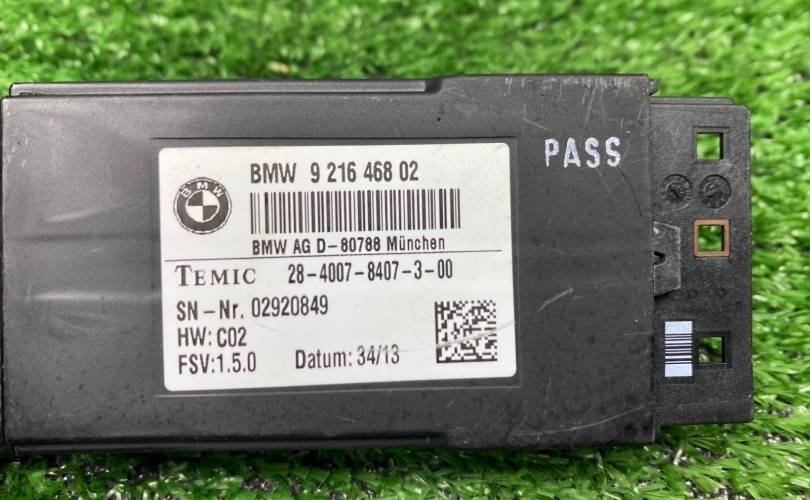 PASS
BMW 9 216 468 02
BMW
BMW AG D-80788 München
TEMIC 28-4007-8407-3-00
SN-Nr. 02920849
HW: C02
FSV:1.5.0 Datum: 34/13